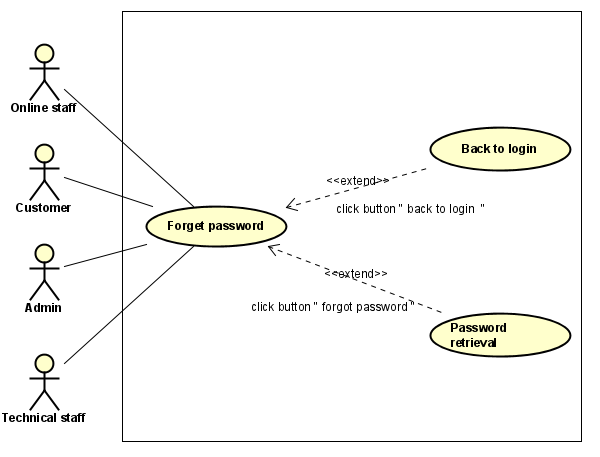 Online staff
Customer
Admin
Technical staff
Forget password
Back to login
<<extend>>
click button " back to login "
<<extend>>
click button " forgot password "
Password
retrieval